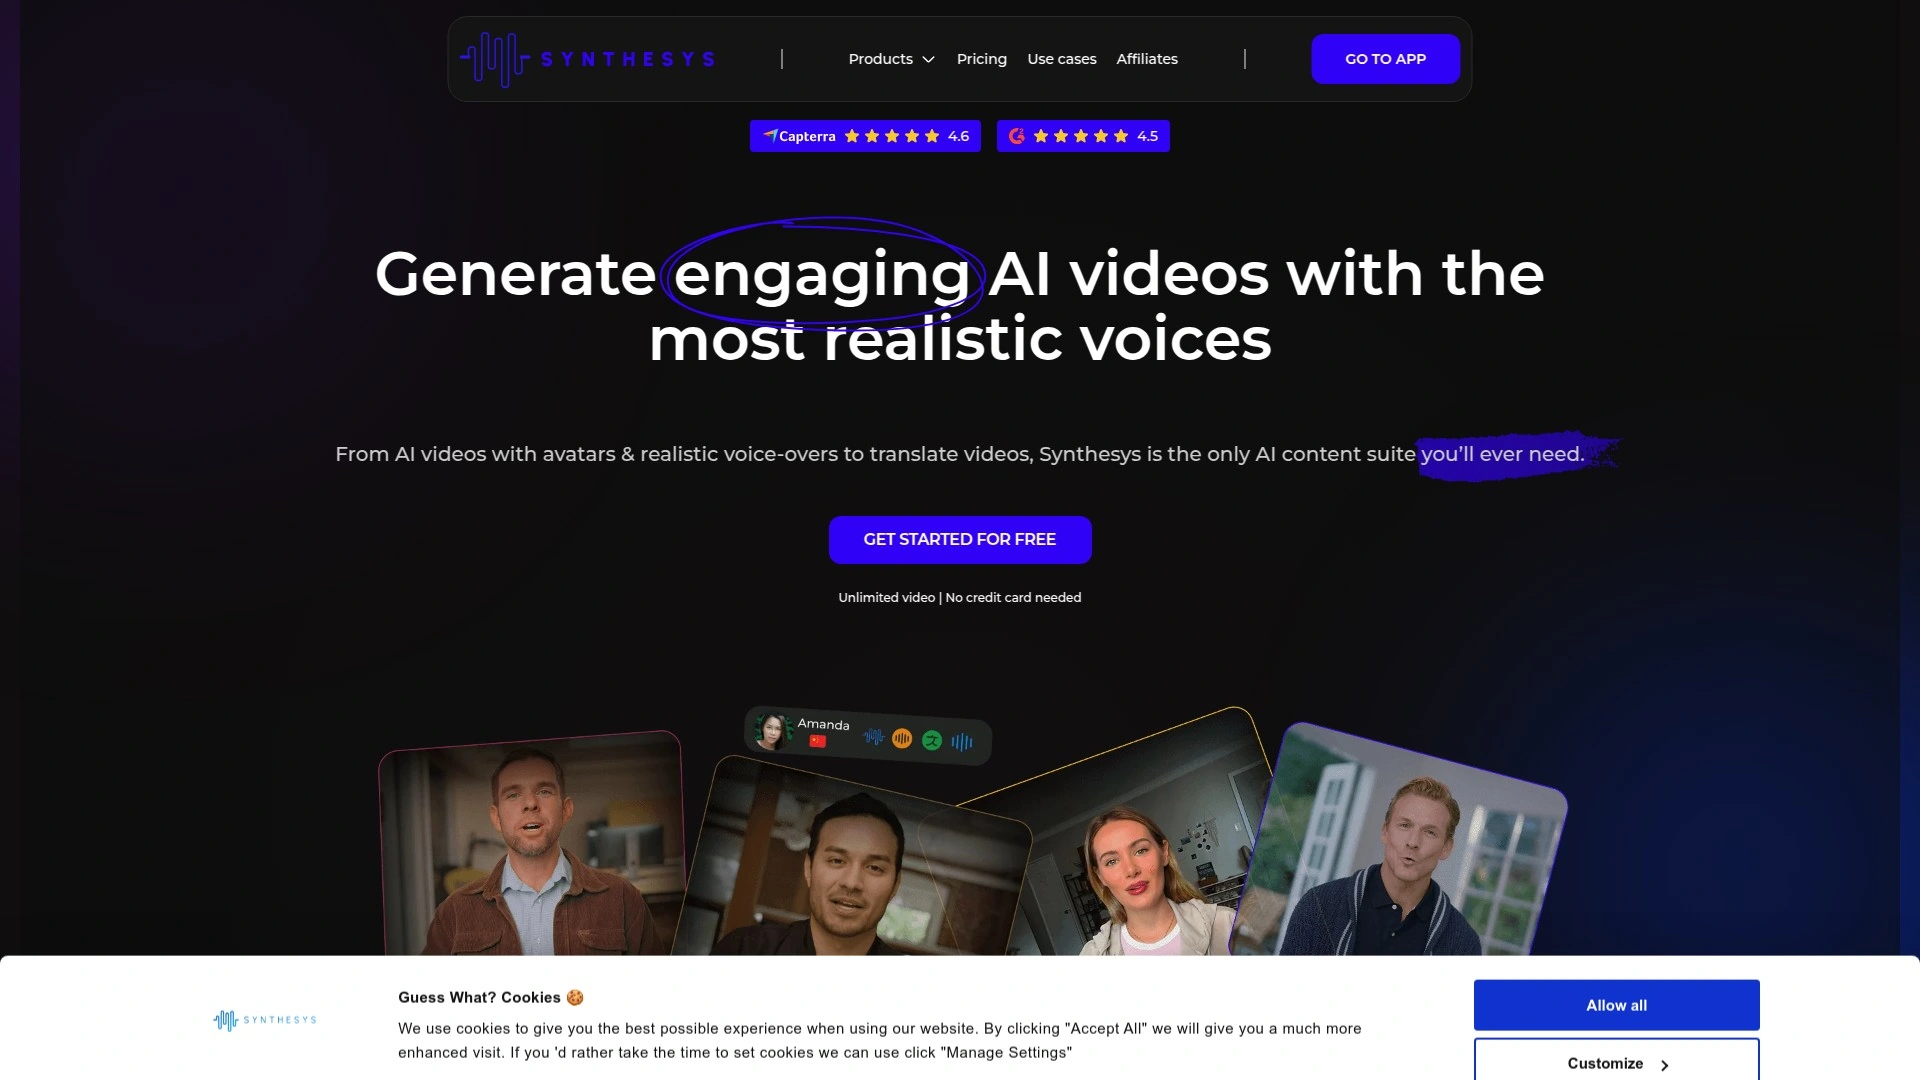 SYNTHESYS
Products
Pricing
Use cases
Affiliates
GO TO APP
Capterra 4.6
4.5
Generate engaging AI videos with the
most realistic voices
From AI videos with avatars & realistic voice-overs to translate videos, Synthesys is the only AI content suite you’ll ever need.
GET STARTED FOR FREE
Unlimited video | No credit card needed
Amanda
Guess What? Cookies 🍪
SYNTHESYS
We use cookies to give you the best possible experience when using our website. By clicking "Accept All" we will give you a much more
enhanced visit. If you 'd rather take the time to set cookies we can use click "Manage Settings"
Allow all
Customize